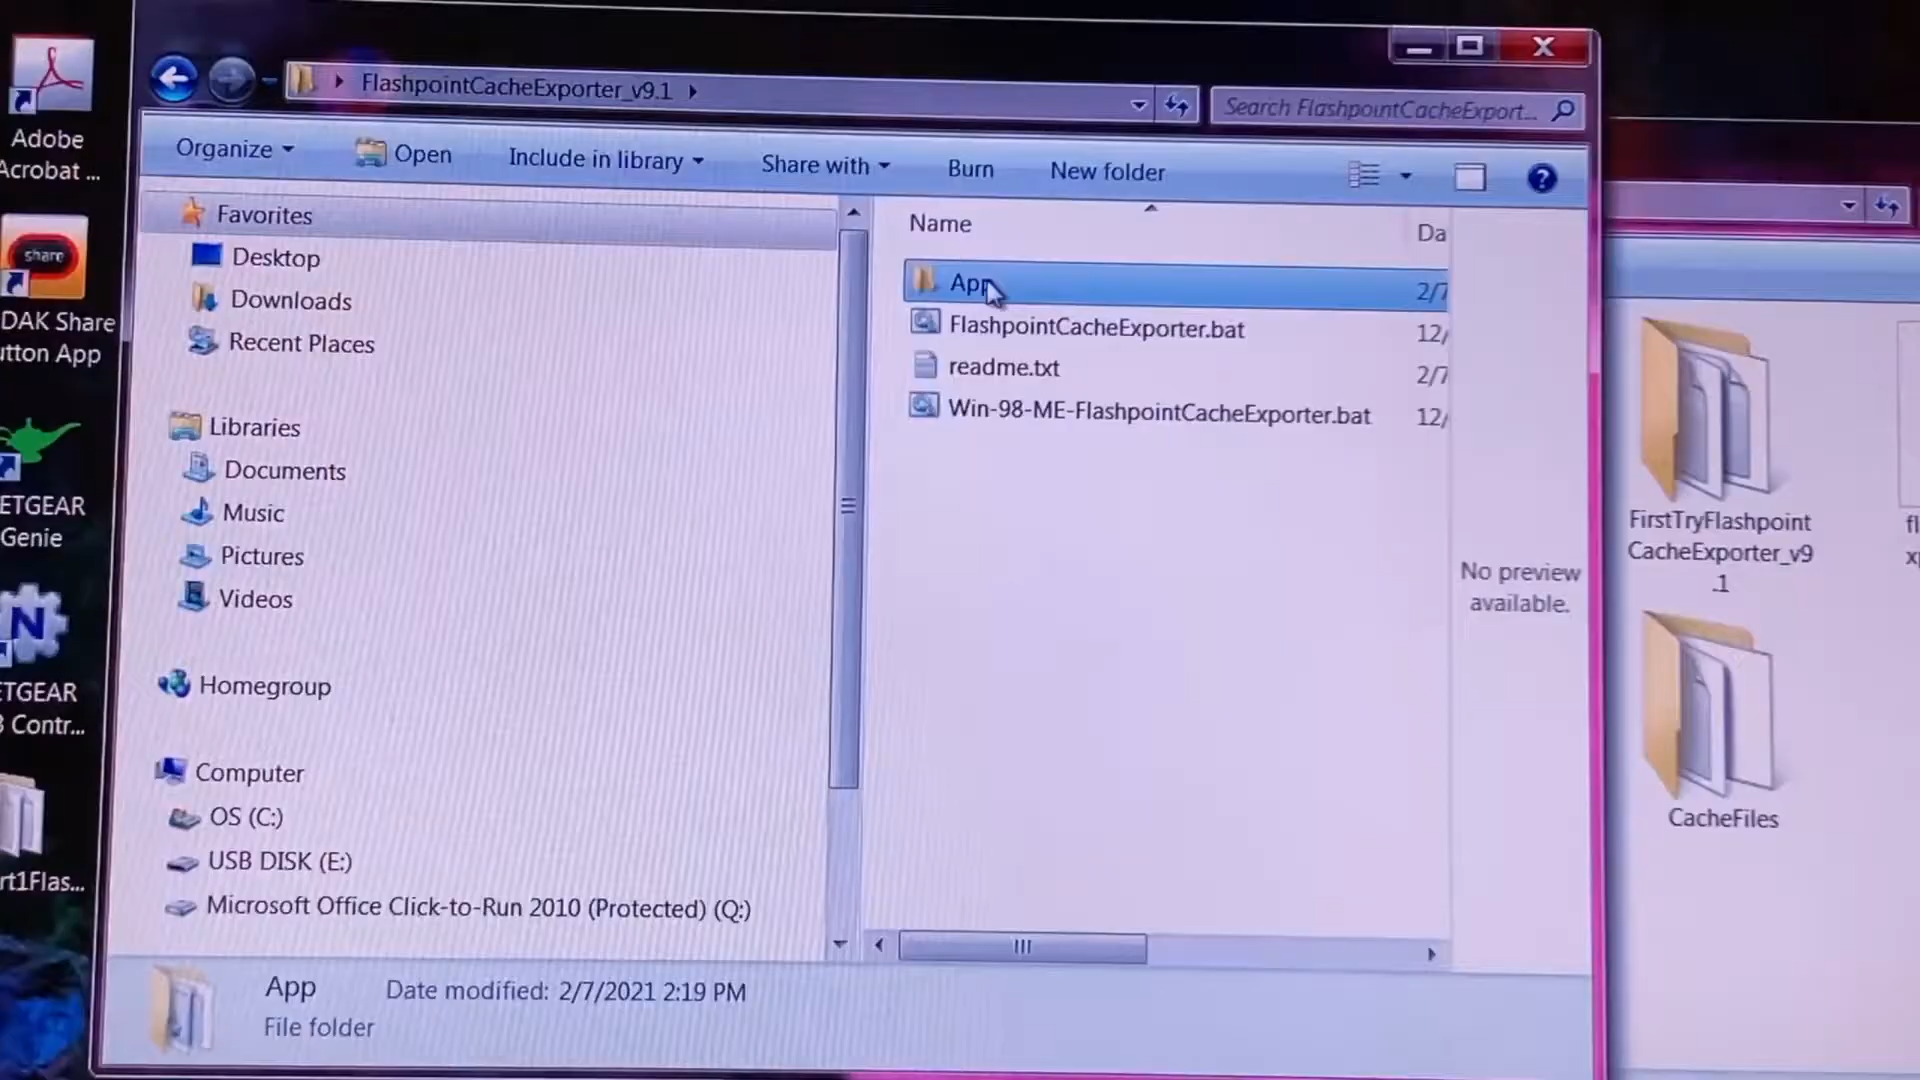 FlashpointCacheExporter_v9.1
Search FlashpointCacheExport...
Organize
Open
Include in library
Share with
Burn
New folder
Favorites
Desktop
Downloads
Recent Places
Libraries
Documents
Music
Pictures
Videos
Homegroup
Computer
OS (C:)
USB DISK (E:)
Microsoft Office Click-to-Run 2010 (Protected) (Q:)
Name
Da
App
2/7
FlashpointCacheExporter.bat
12/
readme.txt
2/7
Win-98-ME-FlashpointCacheExporter.bat
12/
No preview
available.
App
Date modified: 2/7/2021 2:19 PM
File folder
Adobe
Acrobat ...
share
DAK Share
utton App
ETGEAR
Genie
N
ETGEAR
Contr...
rt1Flas...
FirstTryFlashpoint
CacheExporter_v9
.1
CacheFiles